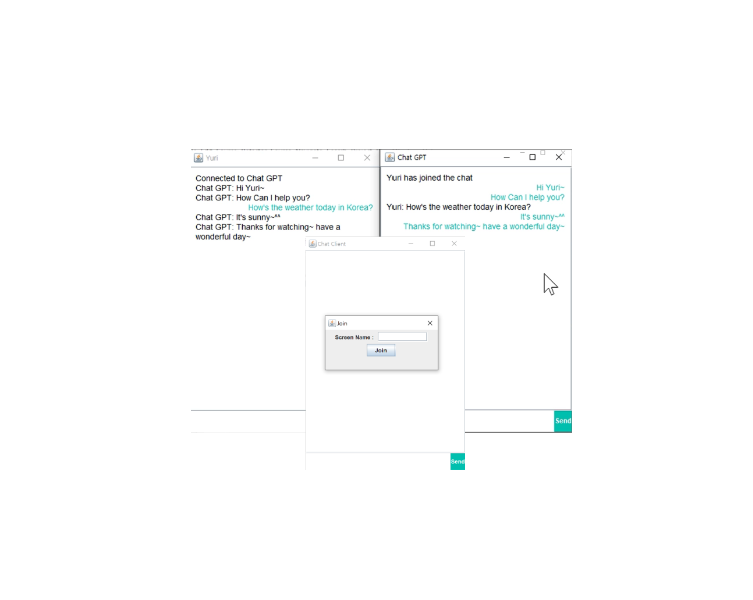 Yuri
Connected to Chat GPT
Chat GPT: Hi Yuri~
Chat GPT: How Can I help you?
How's the weather today in Korea?
Chat GPT: It's sunny~^^
Chat GPT: Thanks for watching~ have a
wonderful day~
Chat GPT
Yuri has joined the chat
Hi Yuri~
How Can I help you?
Yuri: How's the weather today in Korea?
It's sunny~^^
Thanks for watching~ have a wonderful day~
Send
Chat Client
Join
Screen Name :
Join
Send